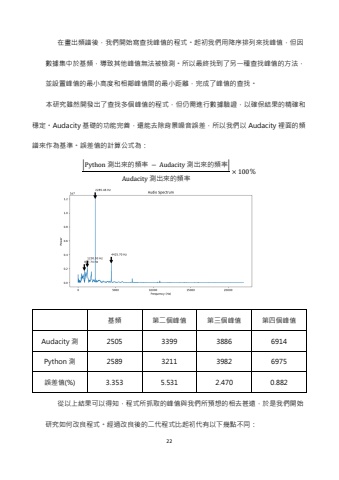 在畫出頻譜後，我們開始寫查找峰值的程式。起初我們用降序排列來找峰值，但因
數據集中於基頻，導致其他峰值無法被檢測。所以最終找到了另一種查找峰值的方法，
並設置峰值的最小高度和相鄰峰值間的最小距離，完成了峰值的查找。
本研究雖然開發出了查找多個峰值的程式，但仍需進行數據驗證，以確保結果的精確和
穩定。Audacity 基礎的功能完善，還能去除背景噪音誤差，所以我們以 Audacity 裡面的頻
譜來作為基準。誤差值的計算公式為：
|Python 測出來的頻率 − Audacity 測出來的頻率|
Audacity 測出來的頻率
× 100%
Audio Spectrum
Frequency (Hz)
基頻 第二個峰值 第三個峰值 第四個峰值
Audacity 測 2505 3399 3886 6914
Python 測 2589 3211 3982 6975
誤差值(%) 3.353 5.531 2.470 0.882
從以上結果可以得知，程式所抓取的峰值與我們所預想的相去甚遠，於是我們開始
研究如何改良程式。經過改良後的二代程式比起初代有以下幾點不同：
22